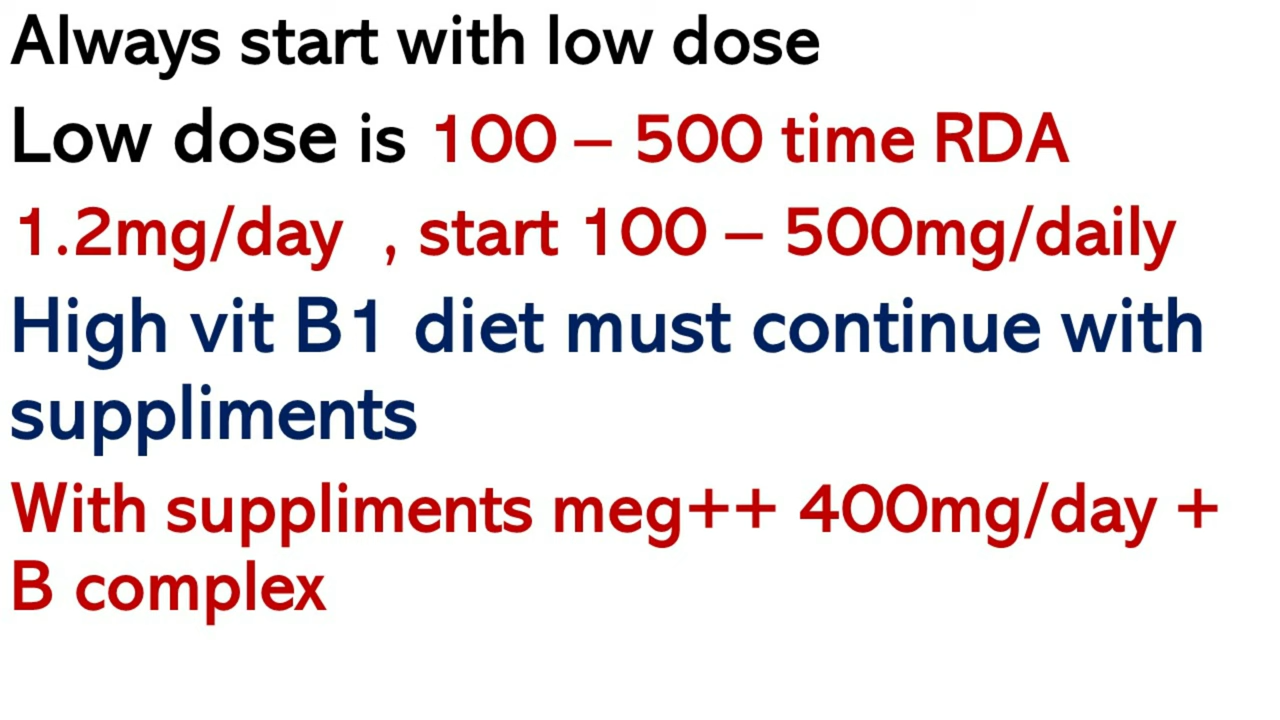 Always start with low dose
Low dose is 100 – 500 time RDA
1.2mg/day , start 100 – 500mg/daily
High vit B1 diet must continue with
suppliments
With suppliments meg++ 400mg/day +
B complex